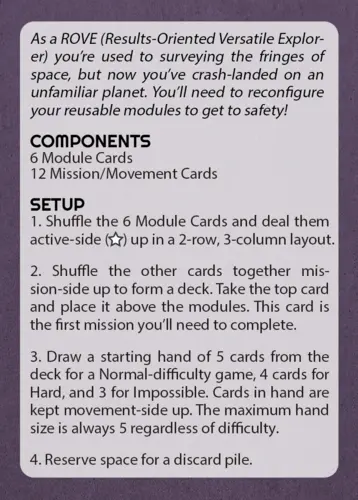 As a ROVE (Results-Oriented Versatile Explor-
er) you're used to surveying the fringes of
space, but now you've crash-landed on an
unfamiliar planet. You'll need to reconfigure
your reusable modules to get to safety!
COMPONENTS
6 Module Cards
12 Mission/Movement Cards
SETUP
1. Shuffle the 6 Module Cards and deal them
active-side (☆) up in a 2-row, 3-column layout.
2. Shuffle the other cards together mis-
sion-side up to form a deck. Take the top card
and place it above the modules. This card is
the first mission you'll need to complete.
3. Draw a starting hand of 5 cards from the
deck for a Normal-difficulty game, 4 cards for
Hard, and 3 for Impossible. Cards in hand are
kept movement-side up. The maximum hand
size is always 5 regardless of difficulty.
4. Reserve space for a discard pile.